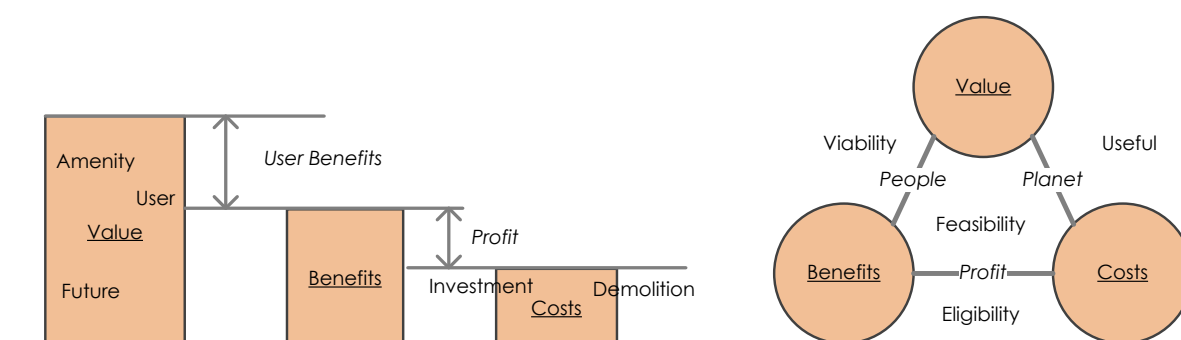 Amenity
User
Value
Future
User Benefits
Benefits
Profit
Investment
Costs
Demolition
Value
Viability
Useful
People
Planet
Feasibility
Benefits
Profit
Costs
Eligibility